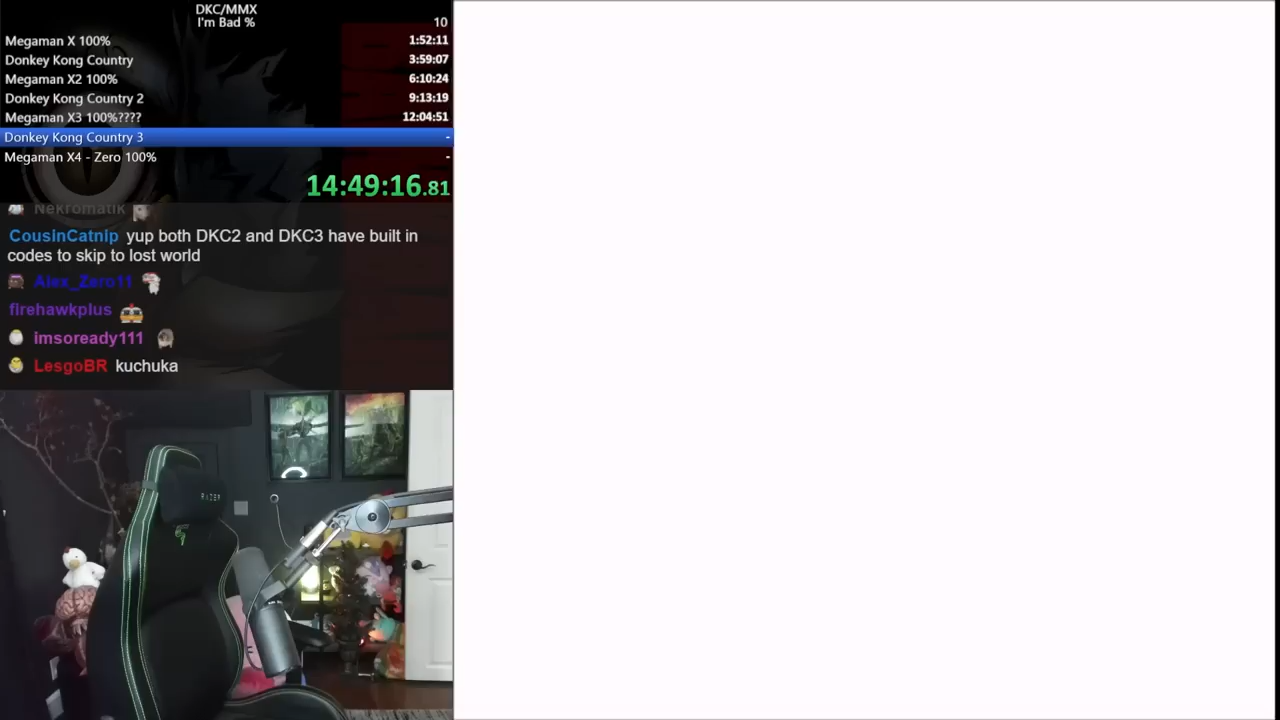 DKC/MMX
I'm Bad %
10
Megaman X 100% 1:52:11
Donkey Kong Country 3:59:07
Megaman X2 100% 6:10:24
Donkey Kong Country 2 9:13:19
Megaman X3 100%???? 12:04:51
Donkey Kong Country 3 -
Megaman X4 - Zero 100% -
14:49:16.81
Nekromatik
CousinCatnip yup both DKC2 and DKC3 have built in
codes to skip to lost world
Alex_Zero11
firehawkplus
imsoready111
LesgoBR kuchuka
RAZER